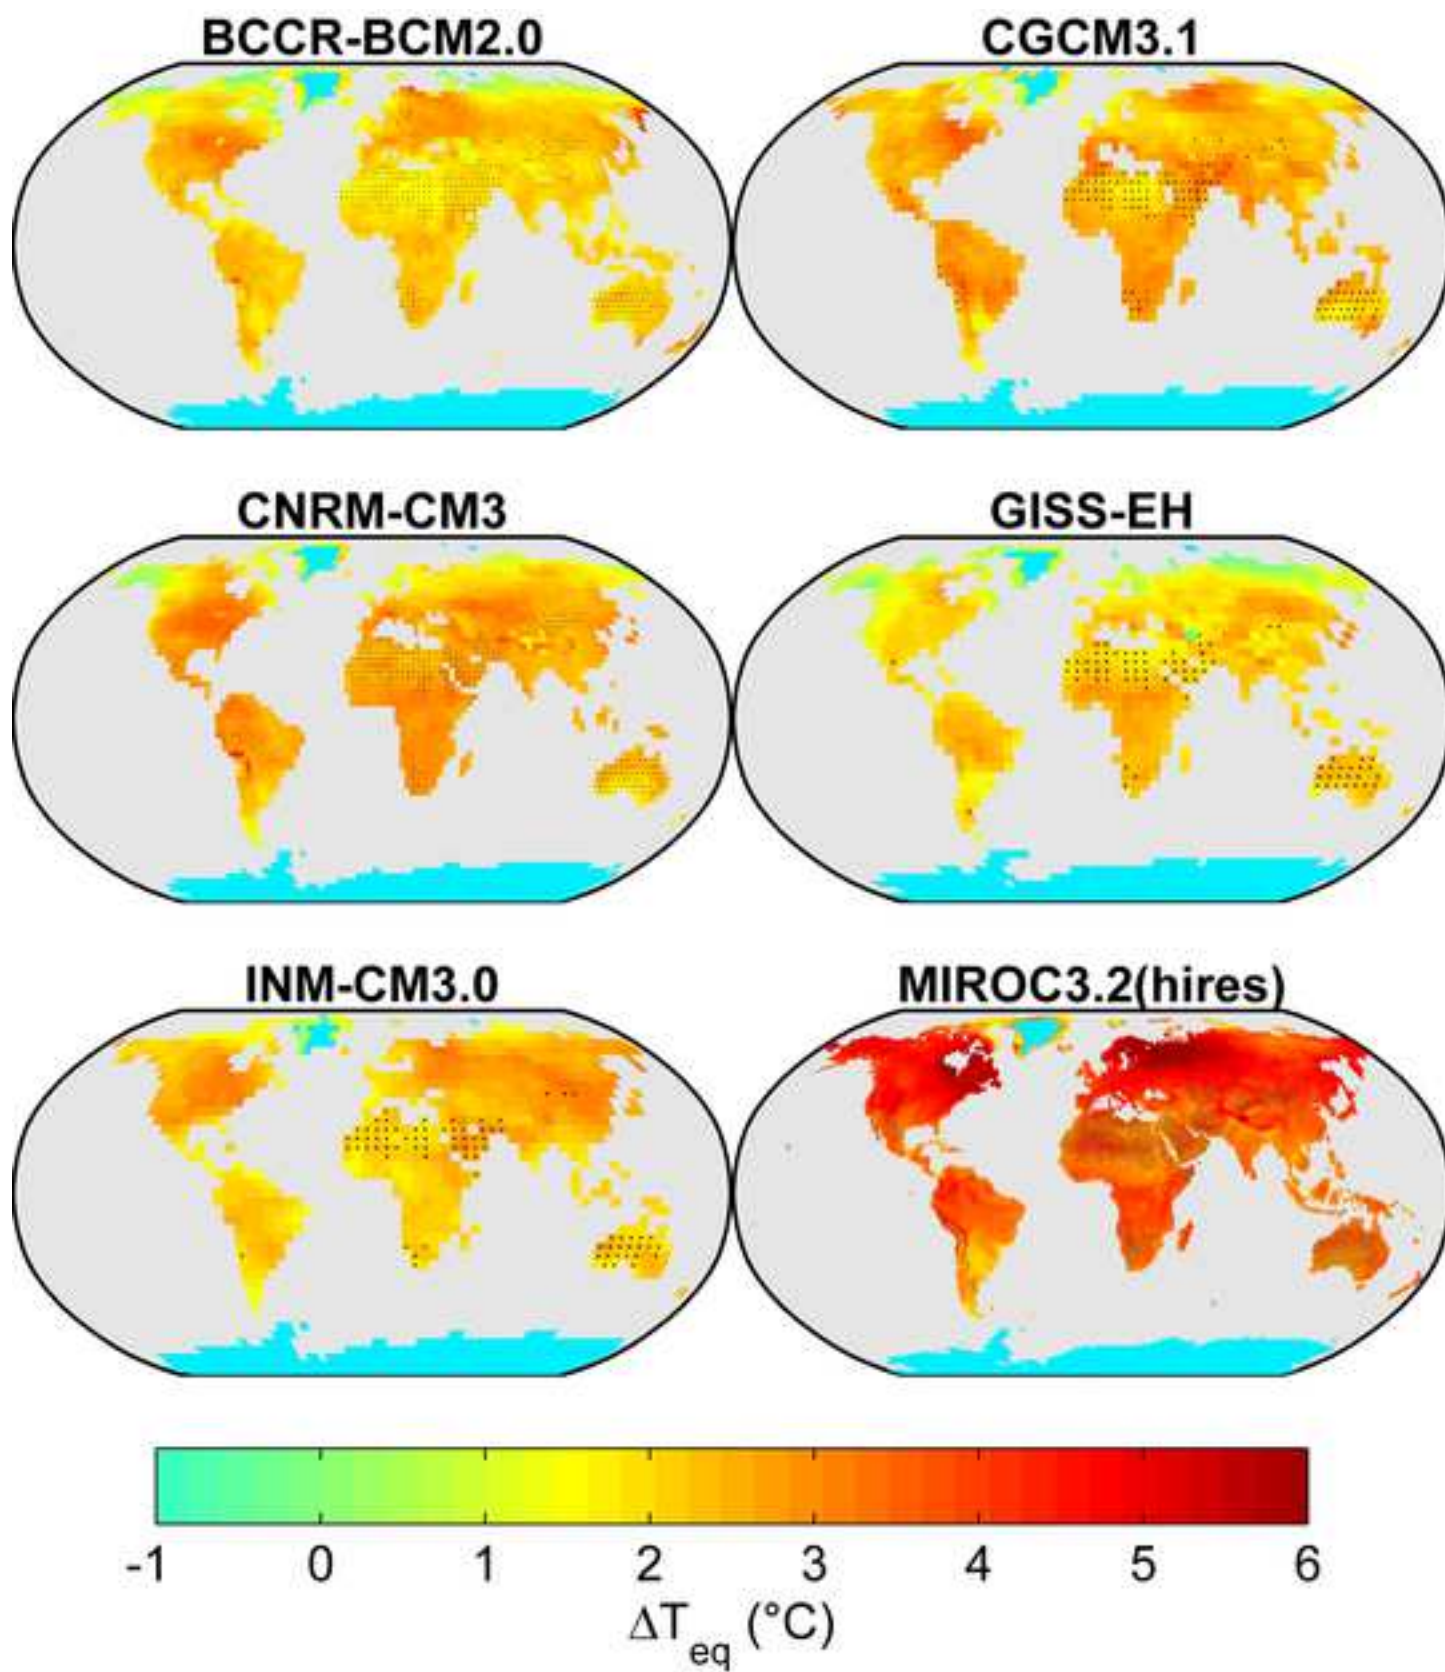 BCCR-BCM2.0 CGCM3.1
CNRM-CM3 GISS-EH
INM-CM3.0 MIROC3.2(hires)
-1 0 1 2 3 4 5 6
ΔTeq (°C)